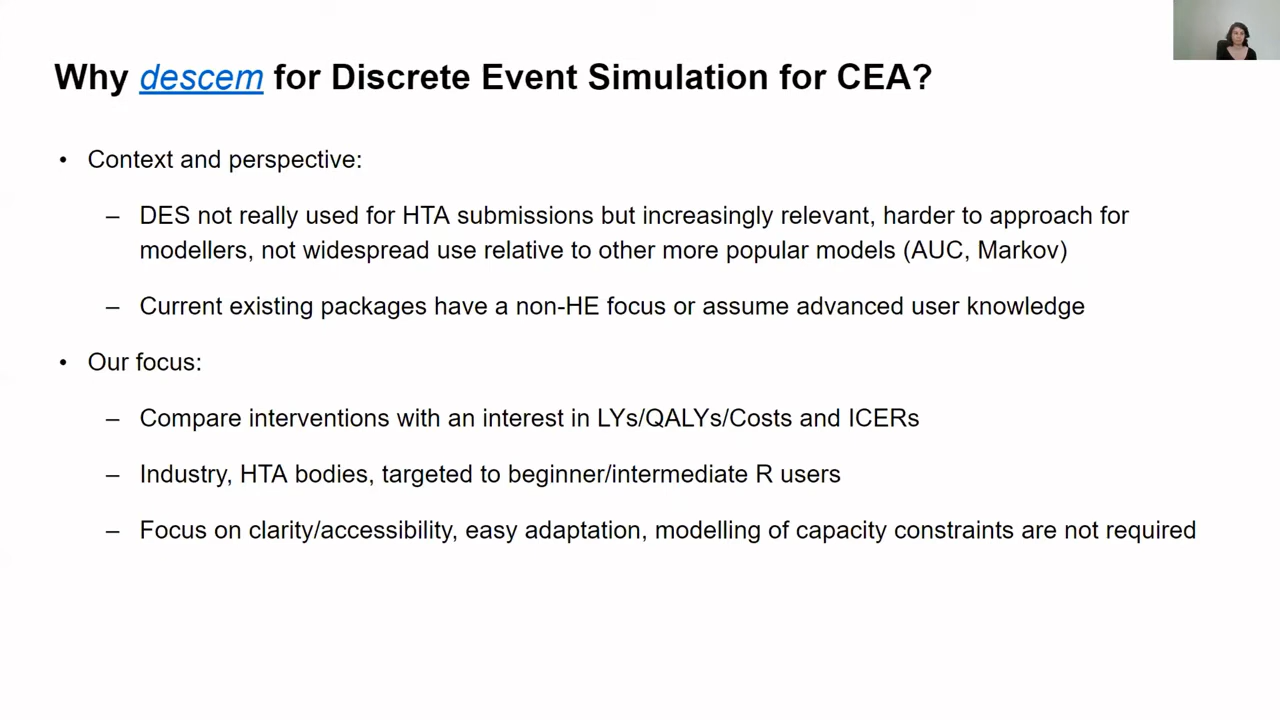 Why descem for Discrete Event Simulation for CEA?
• Context and perspective:
– DES not really used for HTA submissions but increasingly relevant, harder to approach for
modellers, not widespread use relative to other more popular models (AUC, Markov)
– Current existing packages have a non-HE focus or assume advanced user knowledge
• Our focus:
– Compare interventions with an interest in LYs/QALYs/Costs and ICERs
– Industry, HTA bodies, targeted to beginner/intermediate R users
– Focus on clarity/accessibility, easy adaptation, modelling of capacity constraints are not required